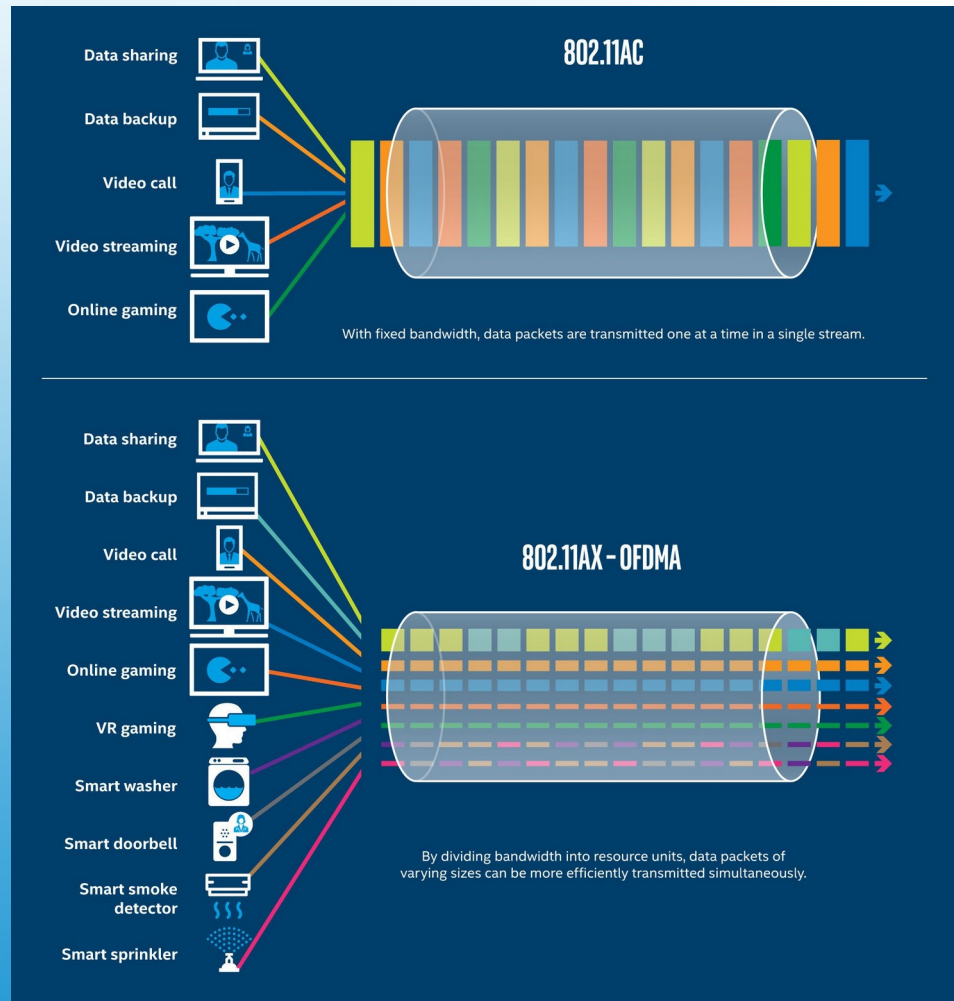 802.11AC
Data sharing
Data backup
Video call
Video streaming
Online gaming
With fixed bandwidth, data packets are transmitted one at a time in a single stream.
Data sharing
Data backup
Video call
Video streaming
Online gaming
VR gaming
Smart washer
Smart doorbell
Smart smoke
detector
Smart sprinkler
802.11AX – OFDMA
By dividing bandwidth into resource units, data packets of
varying sizes can be more efficiently transmitted simultaneously.